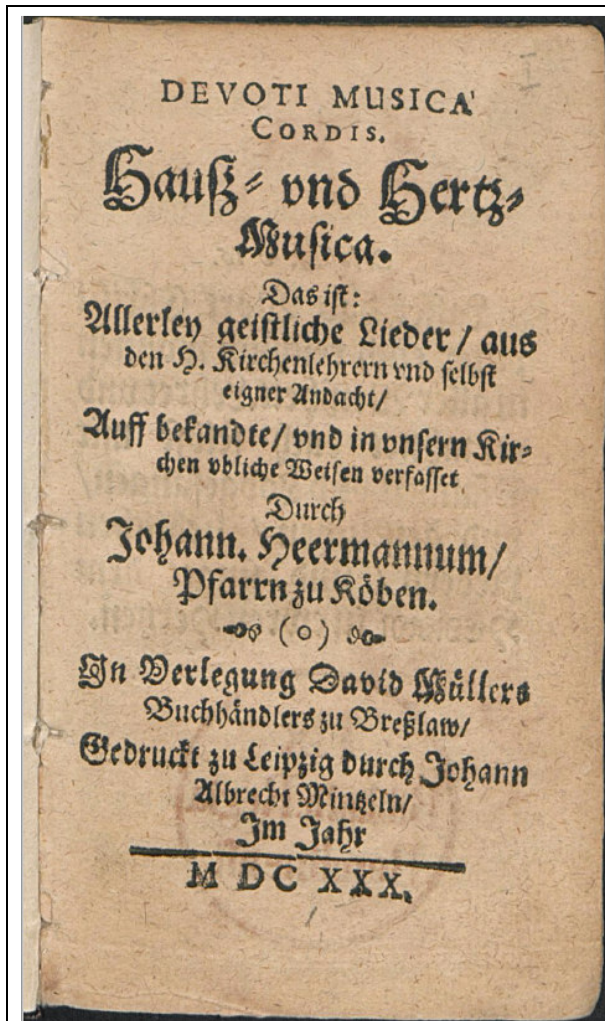 DEVOTI MUSICA
CORDIS.
Hauß- vnd Hertz-
Musica.
Das ist:
Allerley geistliche Lieder / aus
den H. Kirchenlehrern vnd selbst
eigner Andacht/
Auff bekandte/ vnd in vnsern Kir-
chen vbliche Weisen verfasset
Durch
Johann. Heermannum/
Pfarrn zu Köben.
(o)
In Verlegung David Müllers
Buchhändlers zu Breßlaw/
Gedruckt zu Leipzig durch Johann
Albrecht Mintzeln/
Im Jahr
M DC XXX.